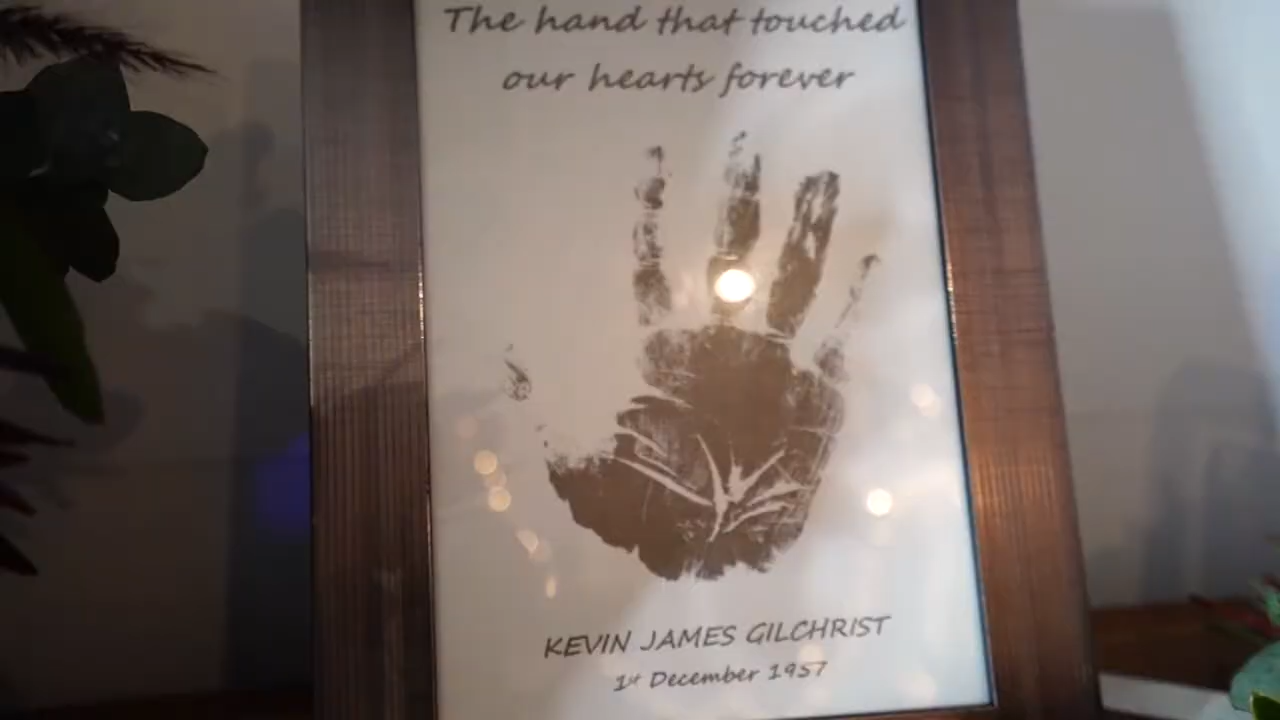 The hand that touched
our hearts forever
KEVIN JAMES GILCHRIST
1st December 1957